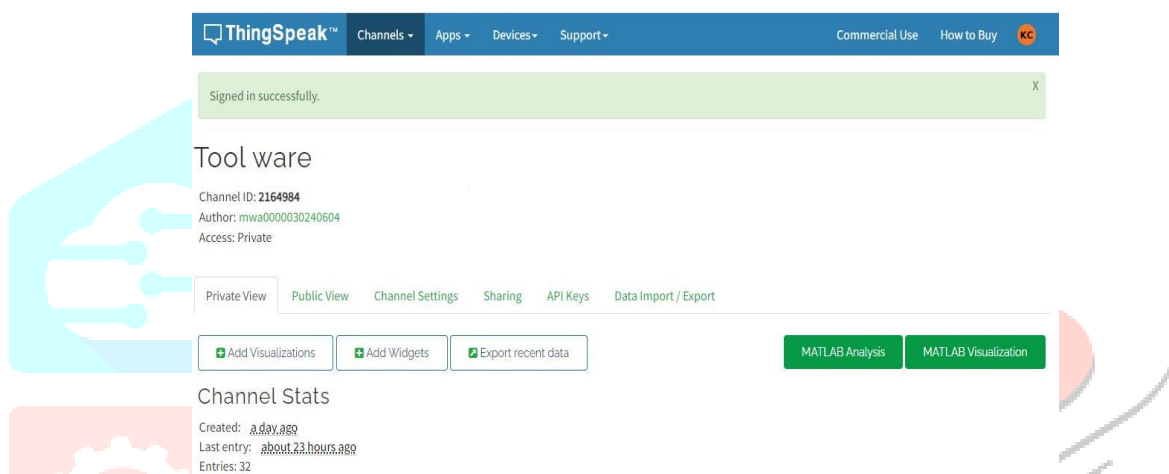 ThingSpeak™ Channels Apps Devices Support Commercial Use How to Buy KC
Signed in successfully. X
Tool ware
Channel ID: 2164984
Author: mwa0000030240604
Access: Private
Private View Public View Channel Settings Sharing API Keys Data Import / Export
Add Visualizations Add Widgets Export recent data MATLAB Analysis MATLAB Visualization
Channel Stats
Created: a day ago
Last entry: about 23 hours ago
Entries: 32